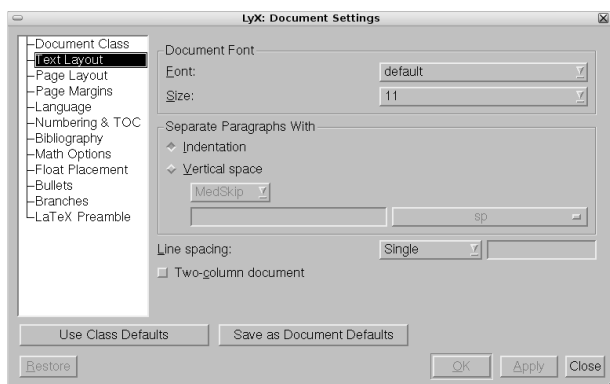 LyX: Document Settings
Document Class
Text Layout
Page Layout
Page Margins
Language
Numbering & TOC
Bibliography
Math Options
Float Placement
Bullets
Branches
LaTeX Preamble
Document Font
Font: default
Size: 11
Separate Paragraphs With
Indentation
Vertical space
MedSkip
sp
Line spacing: Single
Two-column document
Use Class Defaults Save as Document Defaults
Restore OK Apply Close